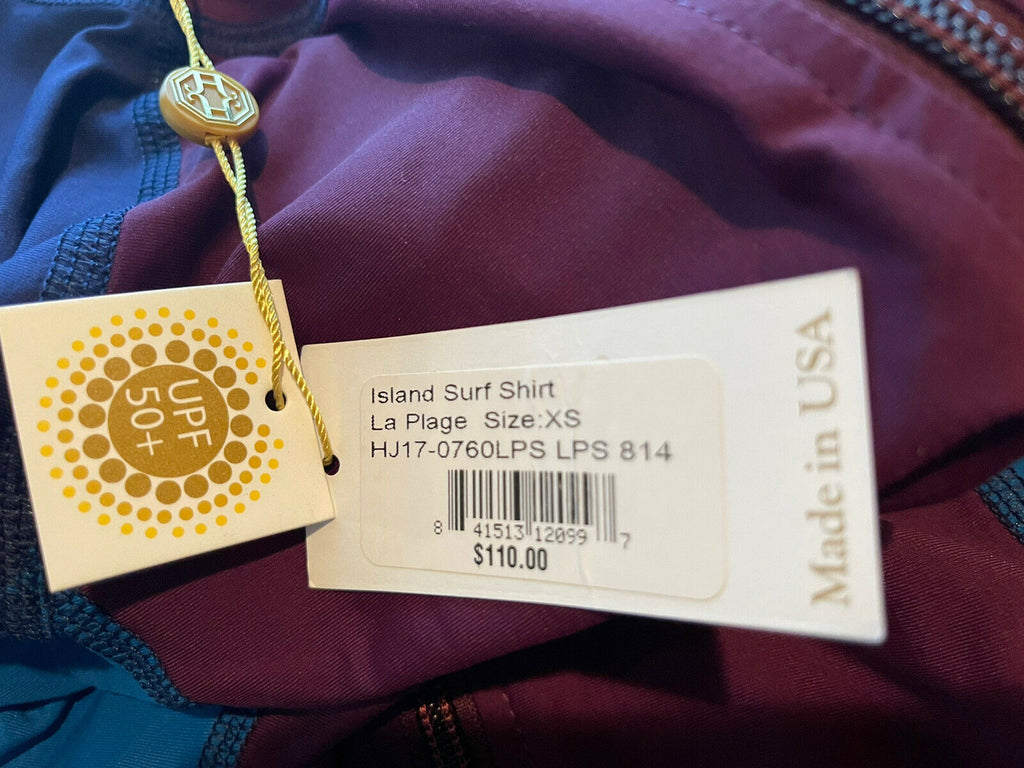 UPF
50+
Island Surf Shirt
La Plage Size:XS
HJ17-0760LPS LPS 814
8 41513 12099 7
$110.00
Made in USA